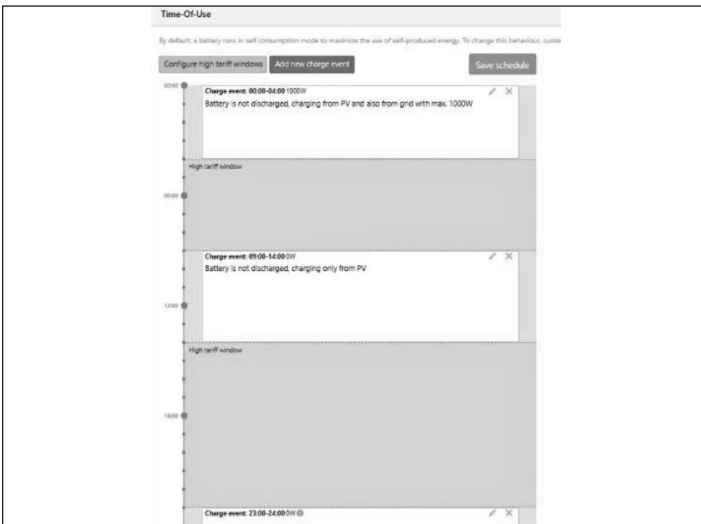 Time-Of-Use
By default, a battery runs in self consumption mode to maximize the use of self-produced energy. To change this behaviour, custo
Configure high tariff windows Add new charge event Save schedule
00:00
Charge event: 00:00-04:00 1000W
Battery is not discharged, charging from PV and also from grid with max. 1000W
High tariff window
Charge event: 09:00-14:00 0W
Battery is not discharged, charging only from PV
12:00
High tariff window
18:00
Charge event: 23:00-24:00 0W